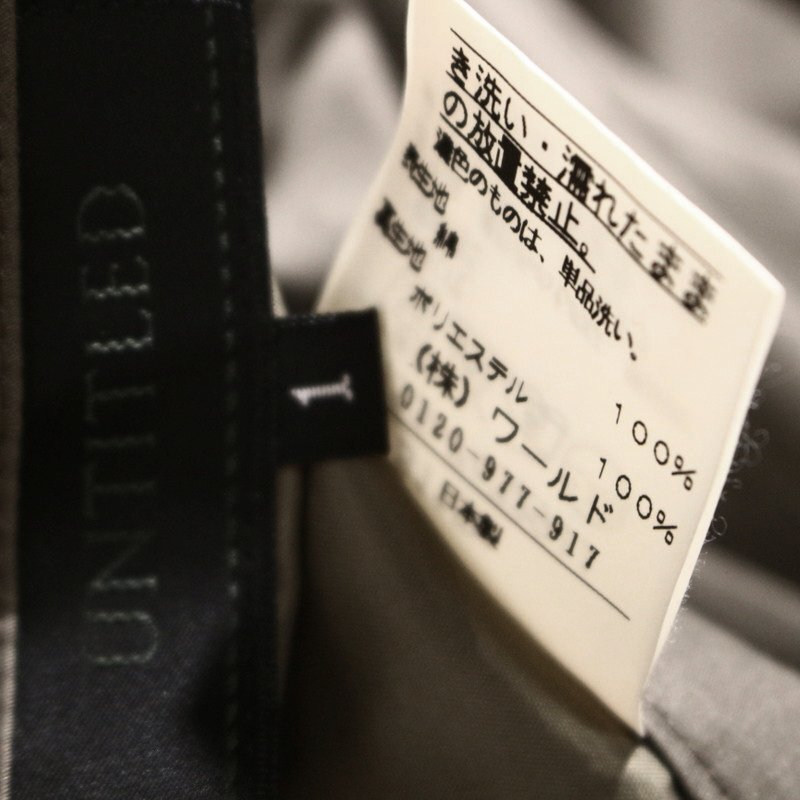 UNTITLED
1
き洗い・濡れたまま
の放置禁止。
濃色のものは、単品洗い。
表生地
綿 100%
裏生地
ポリエステル 100%
(株) ワールド
0120-977-917
日本製